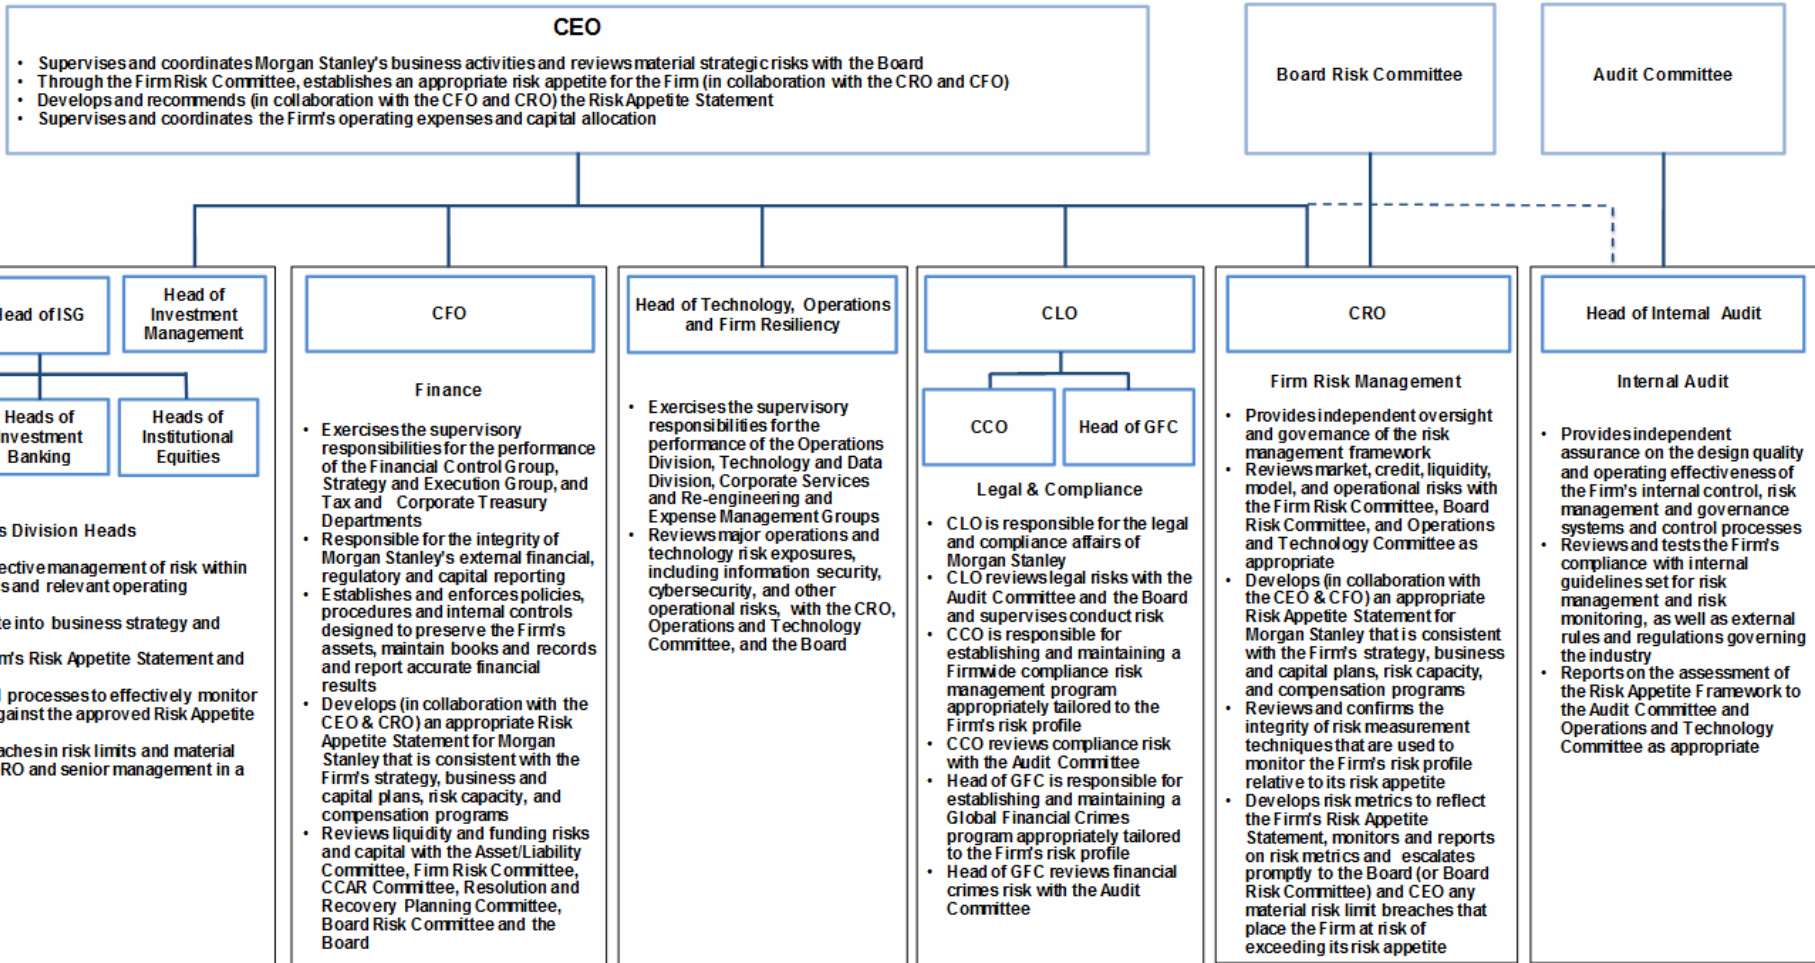 CEO
• Supervises and coordinates Morgan Stanley's business activities and reviews material strategic risks with the Board
• Through the Firm Risk Committee, establishes an appropriate risk appetite for the Firm (in collaboration with the CRO and CFO)
• Develops and recommends (in collaboration with the CFO and CRO) the Risk Appetite Statement
• Supervises and coordinates the Firm's operating expenses and capital allocation
Board Risk Committee
Audit Committee
Head of ISG
Head of
Investment
Management
Heads of
Investment
Banking
Heads of
Institutional
Equities
Division Heads
management of risk within
and relevant operating
into business strategy and
Risk Appetite Statement and
processes to effectively monitor
against the approved Risk Appetite
in risk limits and material
CRO and senior management in a
CFO
Finance
• Exercises the supervisory
responsibilities for the performance
of the Financial Control Group,
Strategy and Execution Group, and
Tax and Corporate Treasury
Departments
• Responsible for the integrity of
Morgan Stanley's external financial,
regulatory and capital reporting
• Establishes and enforces policies,
procedures and internal controls
designed to preserve the Firm's
assets, maintain books and records
and report accurate financial
results
• Develops (in collaboration with the
CEO & CRO) an appropriate Risk
Appetite Statement for Morgan
Stanley that is consistent with the
Firm's strategy, business and
capital plans, risk capacity, and
compensation programs
• Reviews liquidity and funding risks
and capital with the Asset/Liability
Committee, Firm Risk Committee,
CCAR Committee, Resolution and
Recovery Planning Committee,
Board Risk Committee and the
Board
Head of Technology, Operations
and Firm Resiliency
• Exercises the supervisory
responsibilities for the
performance of the Operations
Division, Technology and Data
Division, Corporate Services
and Re-engineering and
Expense Management Groups
• Reviews major operations and
technology risk exposures,
including information security,
cybersecurity, and other
operational risks, with the CRO,
Operations and Technology
Committee, and the Board
CLO
CCO
Head of GFC
Legal & Compliance
• CLO is responsible for the legal
and compliance affairs of
Morgan Stanley
• CLO reviews legal risks with the
Audit Committee and the Board
and supervises conduct risk
• CCO is responsible for
establishing and maintaining a
Firmwide compliance risk
management program
appropriately tailored to the
Firm's risk profile
• CCO reviews compliance risk
with the Audit Committee
• Head of GFC is responsible for
establishing and maintaining a
Global Financial Crimes
program appropriately tailored
to the Firm's risk profile
• Head of GFC reviews financial
crimes risk with the Audit
Committee
CRO
Firm Risk Management
• Provides independent oversight
and governance of the risk
management framework
• Reviews market, credit, liquidity,
model, and operational risks with
the Firm Risk Committee, Board
Risk Committee, and Operations
and Technology Committee as
appropriate
• Develops (in collaboration with
the CEO & CFO) an appropriate
Risk Appetite Statement for
Morgan Stanley that is consistent
with the Firm's strategy, business
and capital plans, risk capacity,
and compensation programs
• Reviews and confirms the
integrity of risk measurement
techniques that are used to
monitor the Firm's risk profile
relative to its risk appetite
• Develops risk metrics to reflect
the Firm's Risk Appetite
Statement, monitors and reports
on risk metrics and escalates
promptly to the Board (or Board
Risk Committee) and CEO any
material risk limit breaches that
place the Firm at risk of
exceeding its risk appetite
Head of Internal Audit
Internal Audit
• Provides independent
assurance on the design quality
and operating effectiveness of
the Firm's internal control, risk
management and governance
systems and control processes
• Reviews and tests the Firm's
compliance with internal
guidelines set for risk
management and risk
monitoring, as well as external
rules and regulations governing
the industry
• Reports on the assessment of
the Risk Appetite Framework to
the Audit Committee and
Operations and Technology
Committee as appropriate